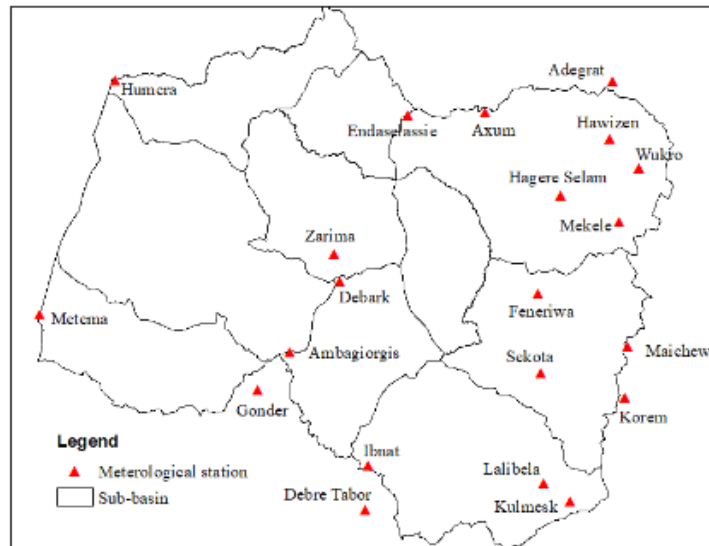 Adegrat
Humera
Endaselassie
Axum
Hawizen
Wukro
Hagere Selam
Mekele
Zarima
Debark
Feneriwa
Metema
Ambagiorgis
Maichew
Sekota
Gonder
Korem
Legend
Meterological station
Sub-basin
Ibnat
Lalibela
Debre Tabor
Kulmesk